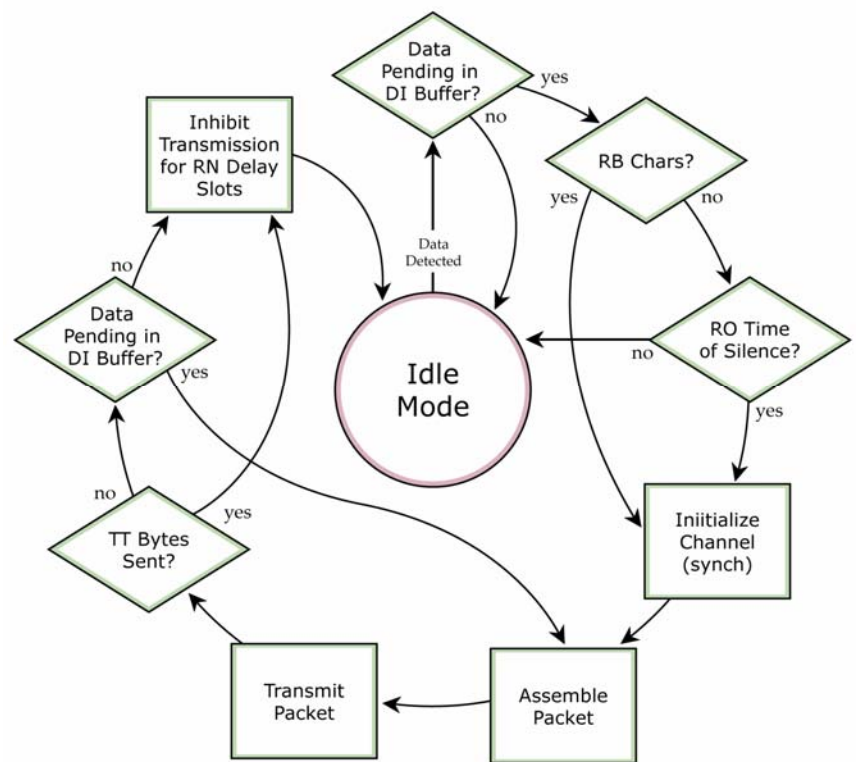 Data
Pending in
DI Buffer?
yes
no
Inhibit
Transmission
for RN Delay
Slots
RB Chars?
yes
no
Data
Detected
no
Data
Pending in
DI Buffer?
yes
RO Time
of Silence?
no
yes
Idle
Mode
no
yes
TT Bytes
Sent?
Iniitialize
Channel
(synch)
Transmit
Packet
Assemble
Packet